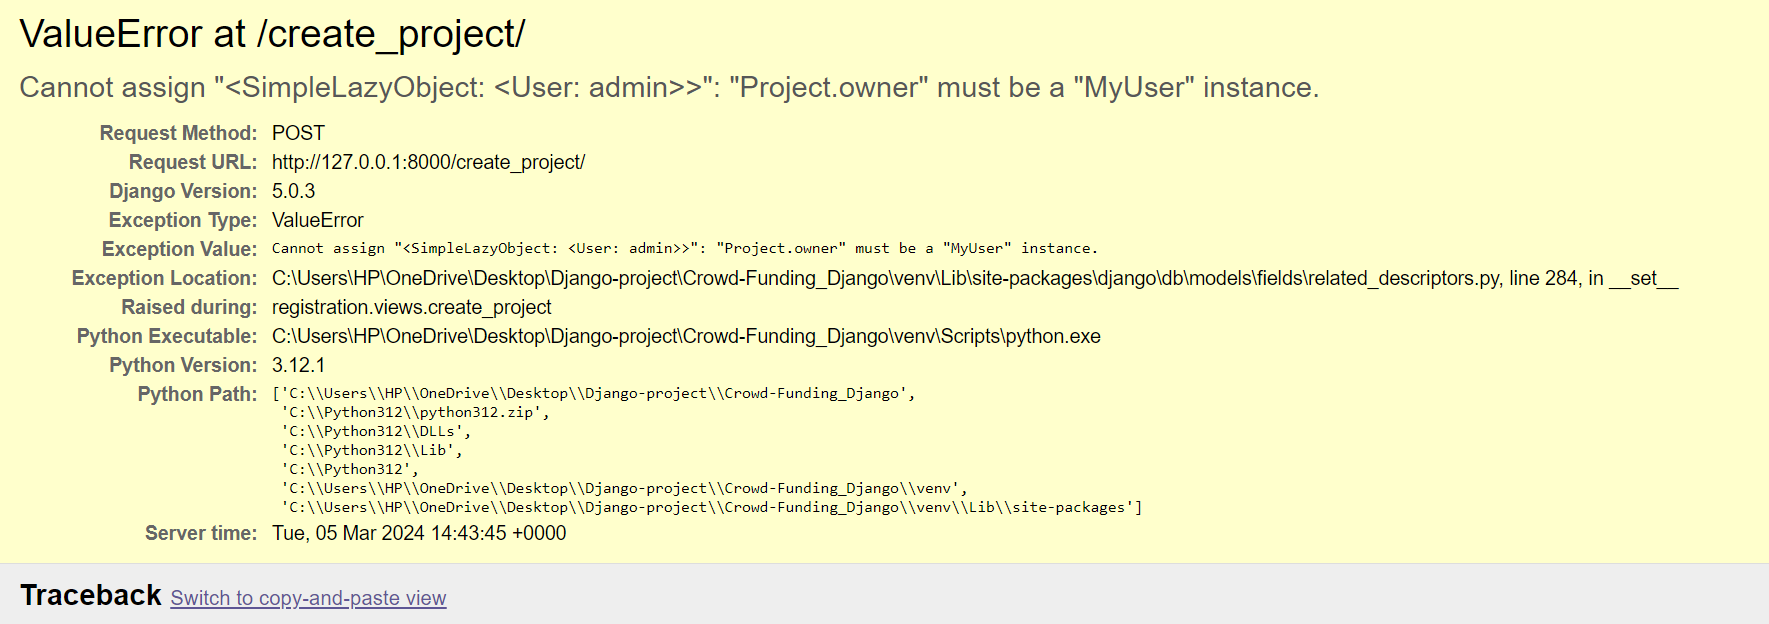 ValueError at /create_project/
Cannot assign "<SimpleLazyObject: <User: admin>>": "Project.owner" must be a "MyUser" instance.
Request Method: POST
Request URL: http://127.0.0.1:8000/create_project/
Django Version: 5.0.3
Exception Type: ValueError
Exception Value: Cannot assign "<SimpleLazyObject: <User: admin>>": "Project.owner" must be a "MyUser" instance.
Exception Location: C:\Users\HP\OneDrive\Desktop\Django-project\Crowd-Funding_Django\venv\Lib\site-packages\django\db\models\fields\related_descriptors.py, line 284, in __set__
Raised during: registration.views.create_project
Python Executable: C:\Users\HP\OneDrive\Desktop\Django-project\Crowd-Funding_Django\venv\Scripts\python.exe
Python Version: 3.12.1
Python Path: ['C:\\Users\\HP\\OneDrive\\Desktop\\Django-project\\Crowd-Funding_Django',
'C:\\Python312\\python312.zip',
'C:\\Python312\\DLLs',
'C:\\Python312\\Lib',
'C:\\Python312',
'C:\\Users\\HP\\OneDrive\\Desktop\\Django-project\\Crowd-Funding_Django\\venv',
'C:\\Users\\HP\\OneDrive\\Desktop\\Django-project\\Crowd-Funding_Django\\venv\\Lib\\site-packages']
Server time: Tue, 05 Mar 2024 14:43:45 +0000
Traceback Switch to copy-and-paste view